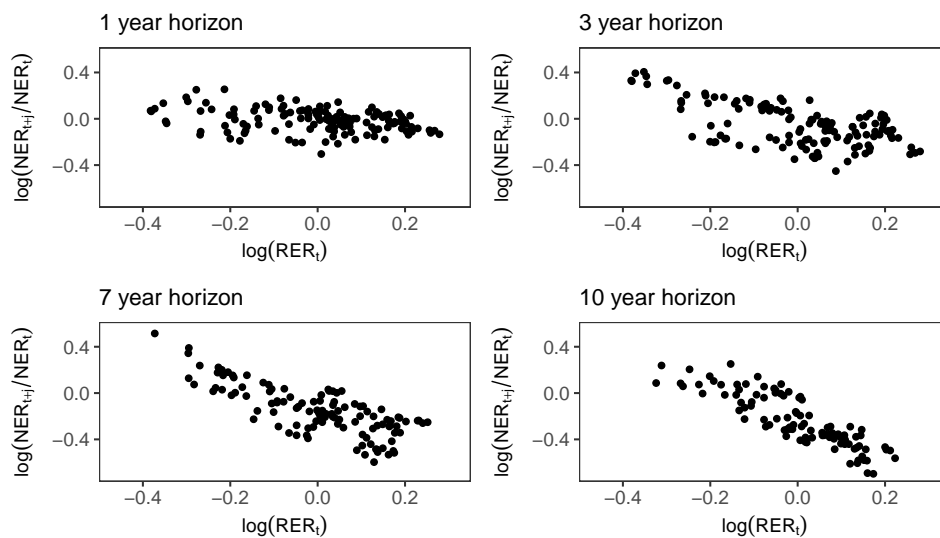 1 year horizon
log(NERₜ₊ⱼ/NERₜ)
0.4
0.0
−0.4
−0.4 −0.2 0.0 0.2
log(RERₜ)
3 year horizon
log(NERₜ₊ⱼ/NERₜ)
0.4
0.0
−0.4
−0.4 −0.2 0.0 0.2
log(RERₜ)
7 year horizon
log(NERₜ₊ⱼ/NERₜ)
0.4
0.0
−0.4
−0.4 −0.2 0.0 0.2
log(RERₜ)
10 year horizon
log(NERₜ₊ⱼ/NERₜ)
0.4
0.0
−0.4
−0.4 −0.2 0.0 0.2
log(RERₜ)